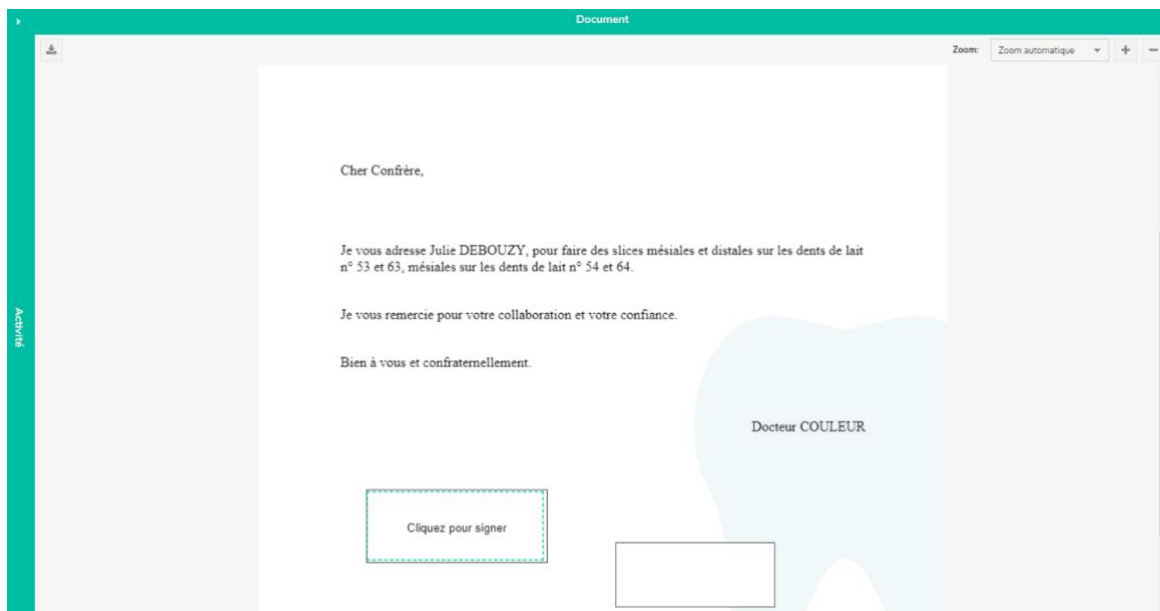 Document
Zoom: Zoom automatique
Cher Confrère,
Je vous adresse Julie DEBOUZY, pour faire des slices mésiales et distales sur les dents de lait
n° 53 et 63, mésiales sur les dents de lait n° 54 et 64.
Activité
Je vous remercie pour votre collaboration et votre confiance.
Bien à vous et confraternellement.
Docteur COULEUR
Cliquez pour signer